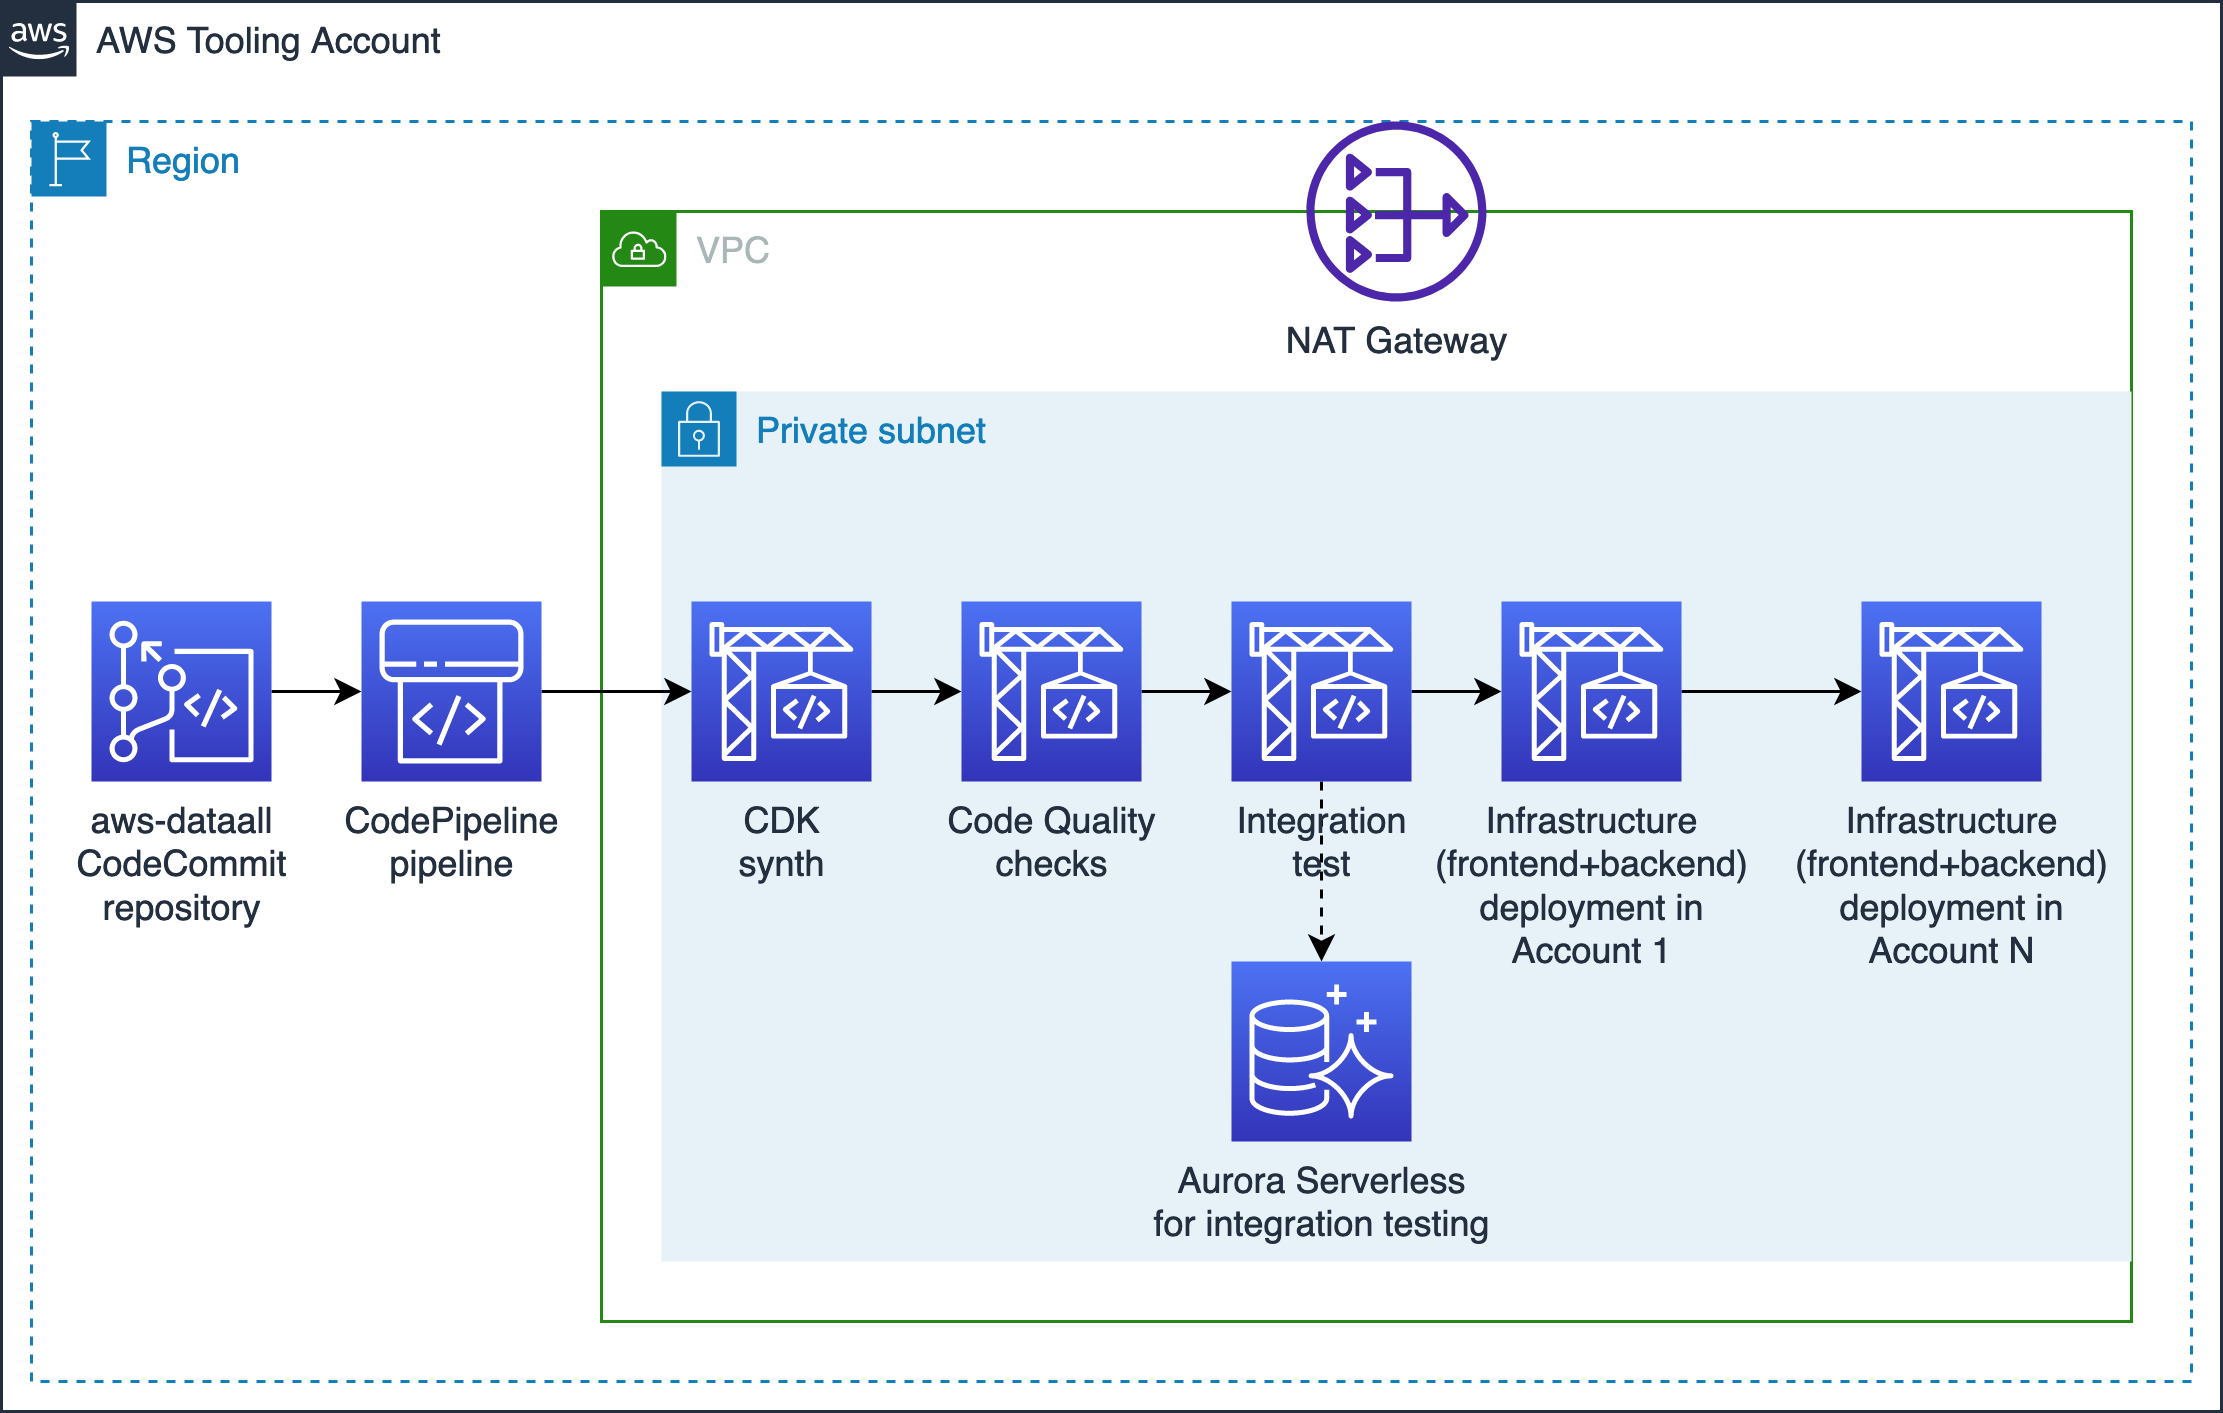 aws
AWS Tooling Account
Region
VPC
NAT Gateway
Private subnet
aws-dataall
CodeCommit
repository
CodePipeline
pipeline
CDK
synth
Code Quality
checks
Integration
test
Infrastructure
(frontend+backend)
deployment in
Account 1
Infrastructure
(frontend+backend)
deployment in
Account N
Aurora Serverless
for integration testing